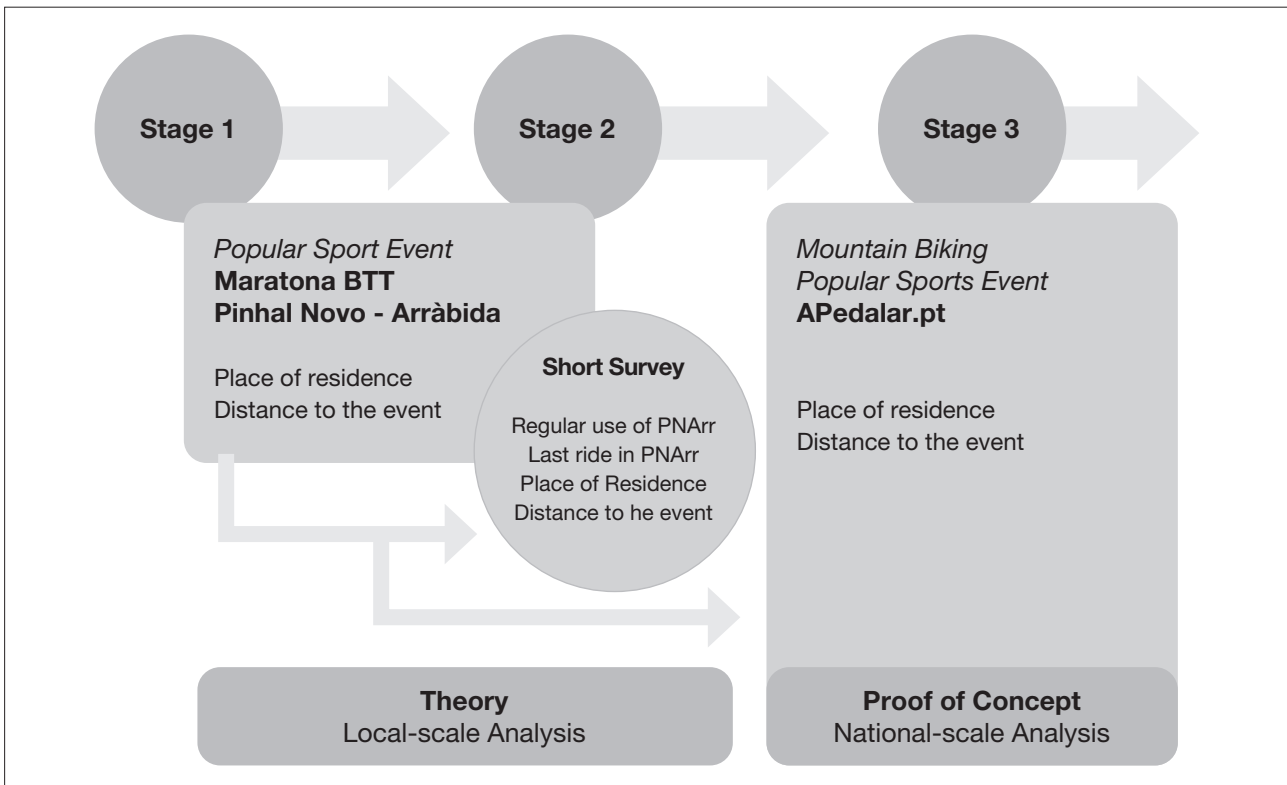 Stage 1
Stage 2
Stage 3
Popular Sport Event
Maratona BTT
Pinhal Novo - Arràbida
Place of residence
Distance to the event
Short Survey
Regular use of PNArr
Last ride in PNArr
Place of Residence
Distance to he event
Mountain Biking
Popular Sports Event
APedalar.pt
Place of residence
Distance to the event
Theory
Local-scale Analysis
Proof of Concept
National-scale Analysis